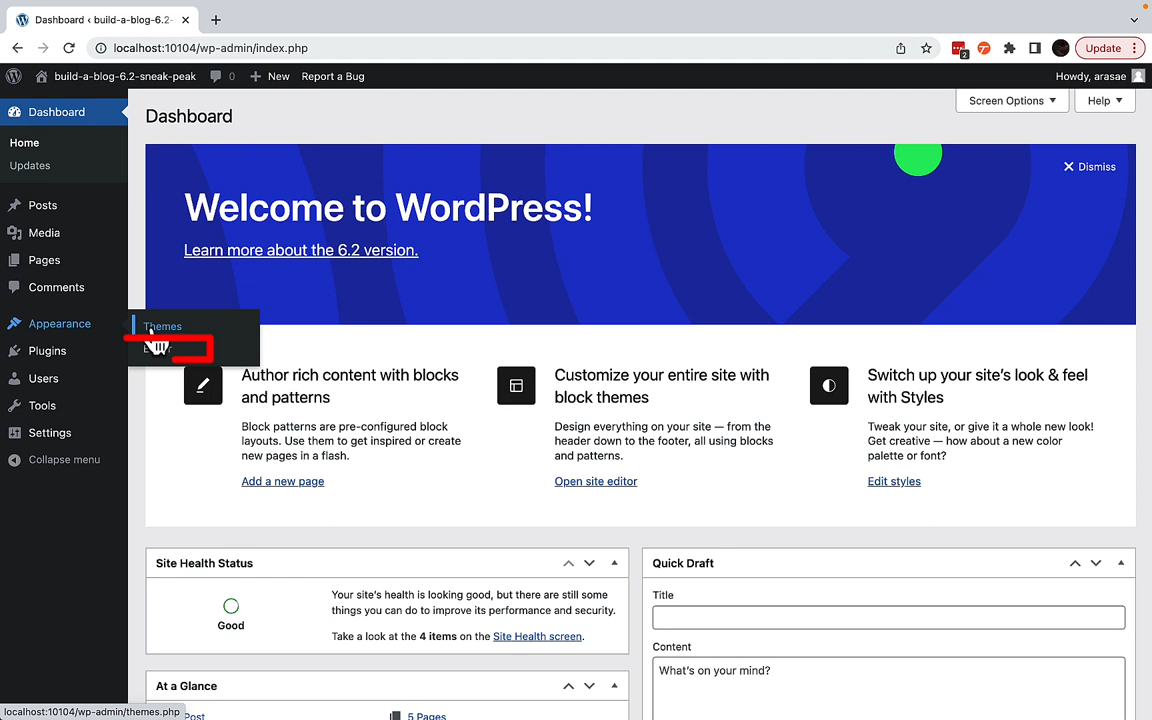 Dashboard ‹ build-a-blog-6.2-
localhost:10104/wp-admin/index.php
2
Update
build-a-blog-6.2-sneak-peak
0
New
Report a Bug
Howdy, arasae
Dashboard
Home
Updates
Posts
Media
Pages
Comments
Appearance
Plugins
Users
Tools
Settings
Collapse menu
Themes
Dashboard
Screen Options
Help
Welcome to WordPress!
Learn more about the 6.2 version.
Dismiss
Author rich content with blocks
and patterns
Block patterns are pre-configured block
layouts. Use them to get inspired or create
new pages in a flash.
Add a new page
Customize your entire site with
block themes
Design everything on your site — from the
header down to the footer, all using blocks
and patterns.
Open site editor
Switch up your site's look & feel
with Styles
Tweak your site, or give it a whole new look!
Get creative — how about a new color
palette or font?
Edit styles
Site Health Status
Good
Your site's health is looking good, but there are still some
things you can do to improve its performance and security.
Take a look at the 4 items on the Site Health screen.
At a Glance
Post
5 Pages
Quick Draft
Title
Content
What's on your mind?
localhost:10104/wp-admin/themes.php